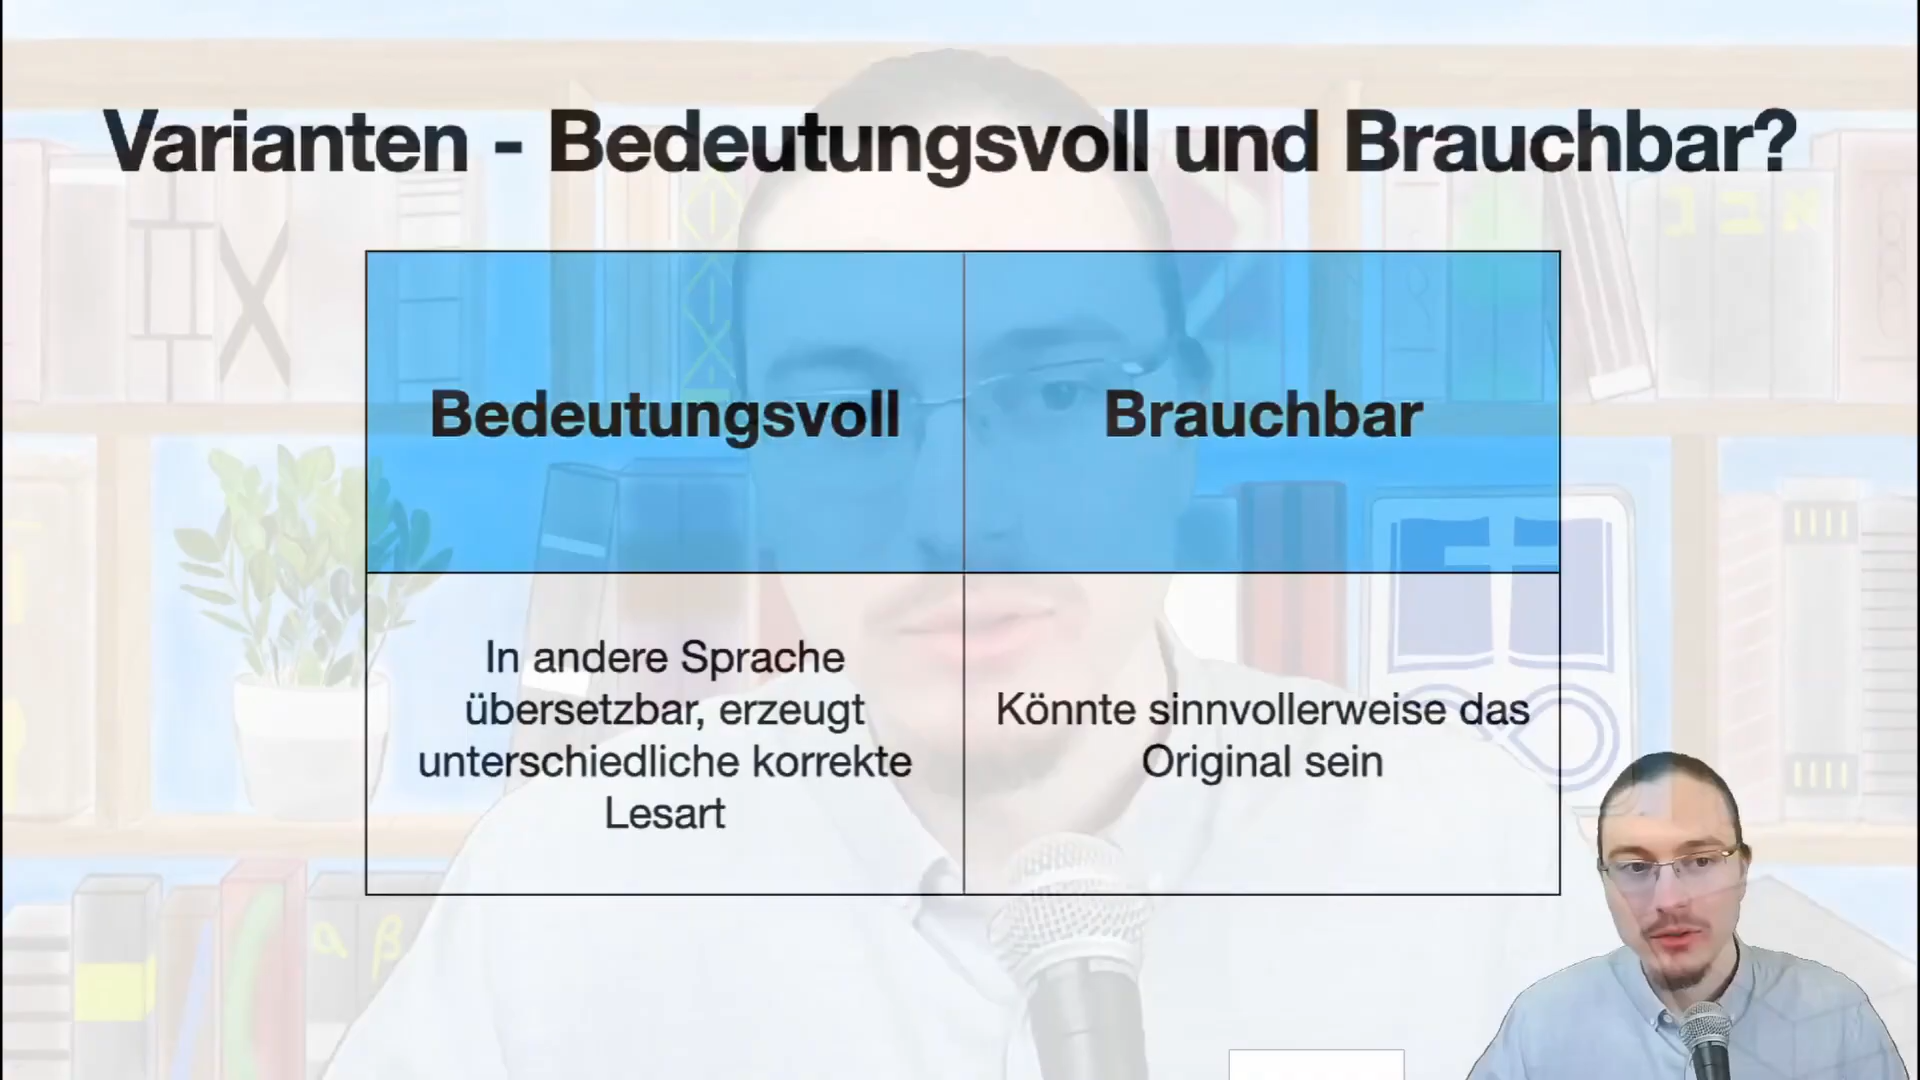 Varianten - Bedeutungsvoll und Brauchbar?
Bedeutungsvoll
Brauchbar
In andere Sprache
übersetzbar, erzeugt
unterschiedliche korrekte
Lesart
Könnte sinnvollerweise das
Original sein
א ב ג
α β